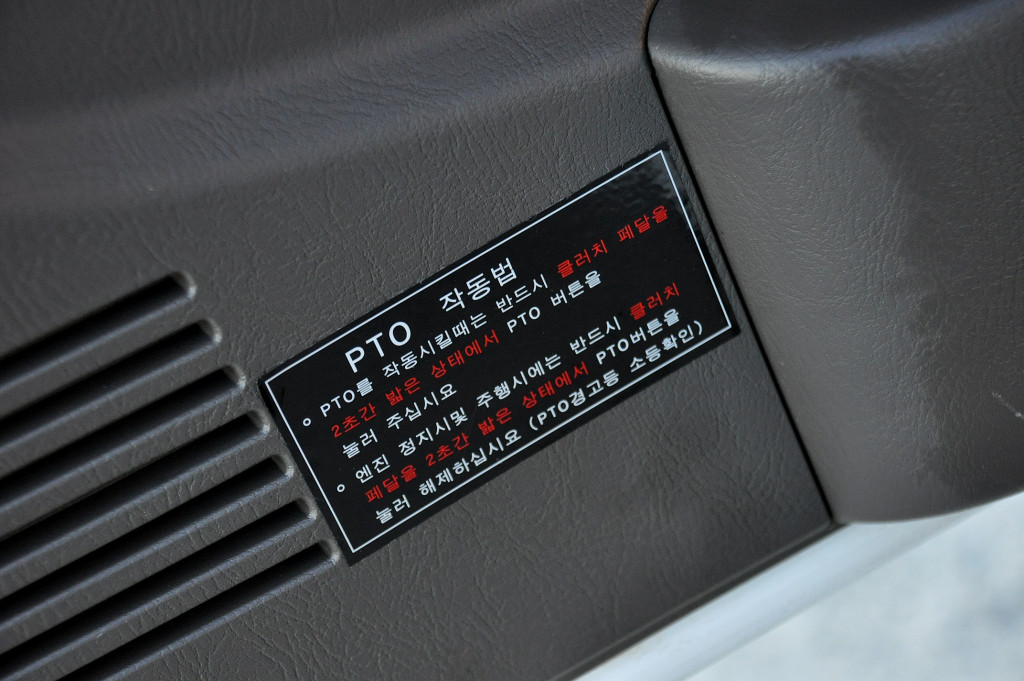 PTO 작동법
○ PTO를 작동시킬때는 반드시 클러치 페달을
2초간 밟은 상태에서 PTO 버튼을
눌러 주십시요
○ 엔진 정지시및 주행시에는 반드시 클러치
페달을 2초간 밟은 상태에서 PTO버튼을
눌러 해제하십시요 (PTO경고등 소등확인)